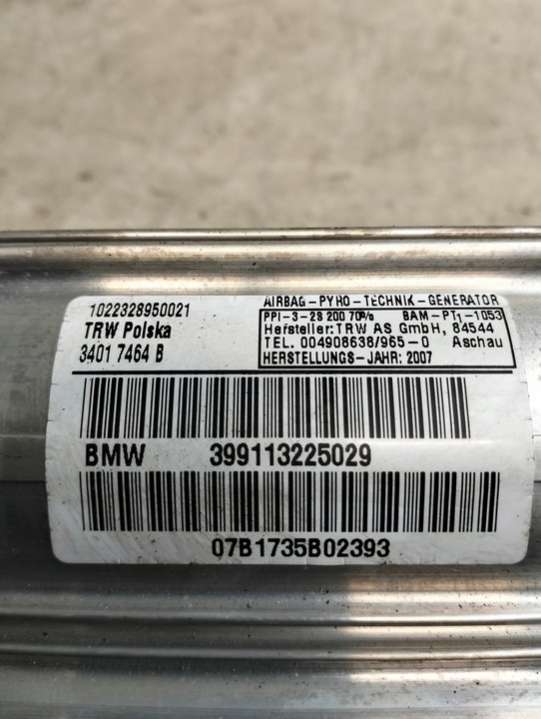 1022328950021
TRW Polska
3401 7464 B
AIRBAG-PYRO-TECHNIK-GENERATOR
PPI-3-28 200 70% BAM-PT1-1053
Hersteller:TRW AS GmbH, 84544
TEL. 004908638/965-0 Aschau
HERSTELLUNGS-JAHR: 2007
BMW 399113225029
07B1735B02393